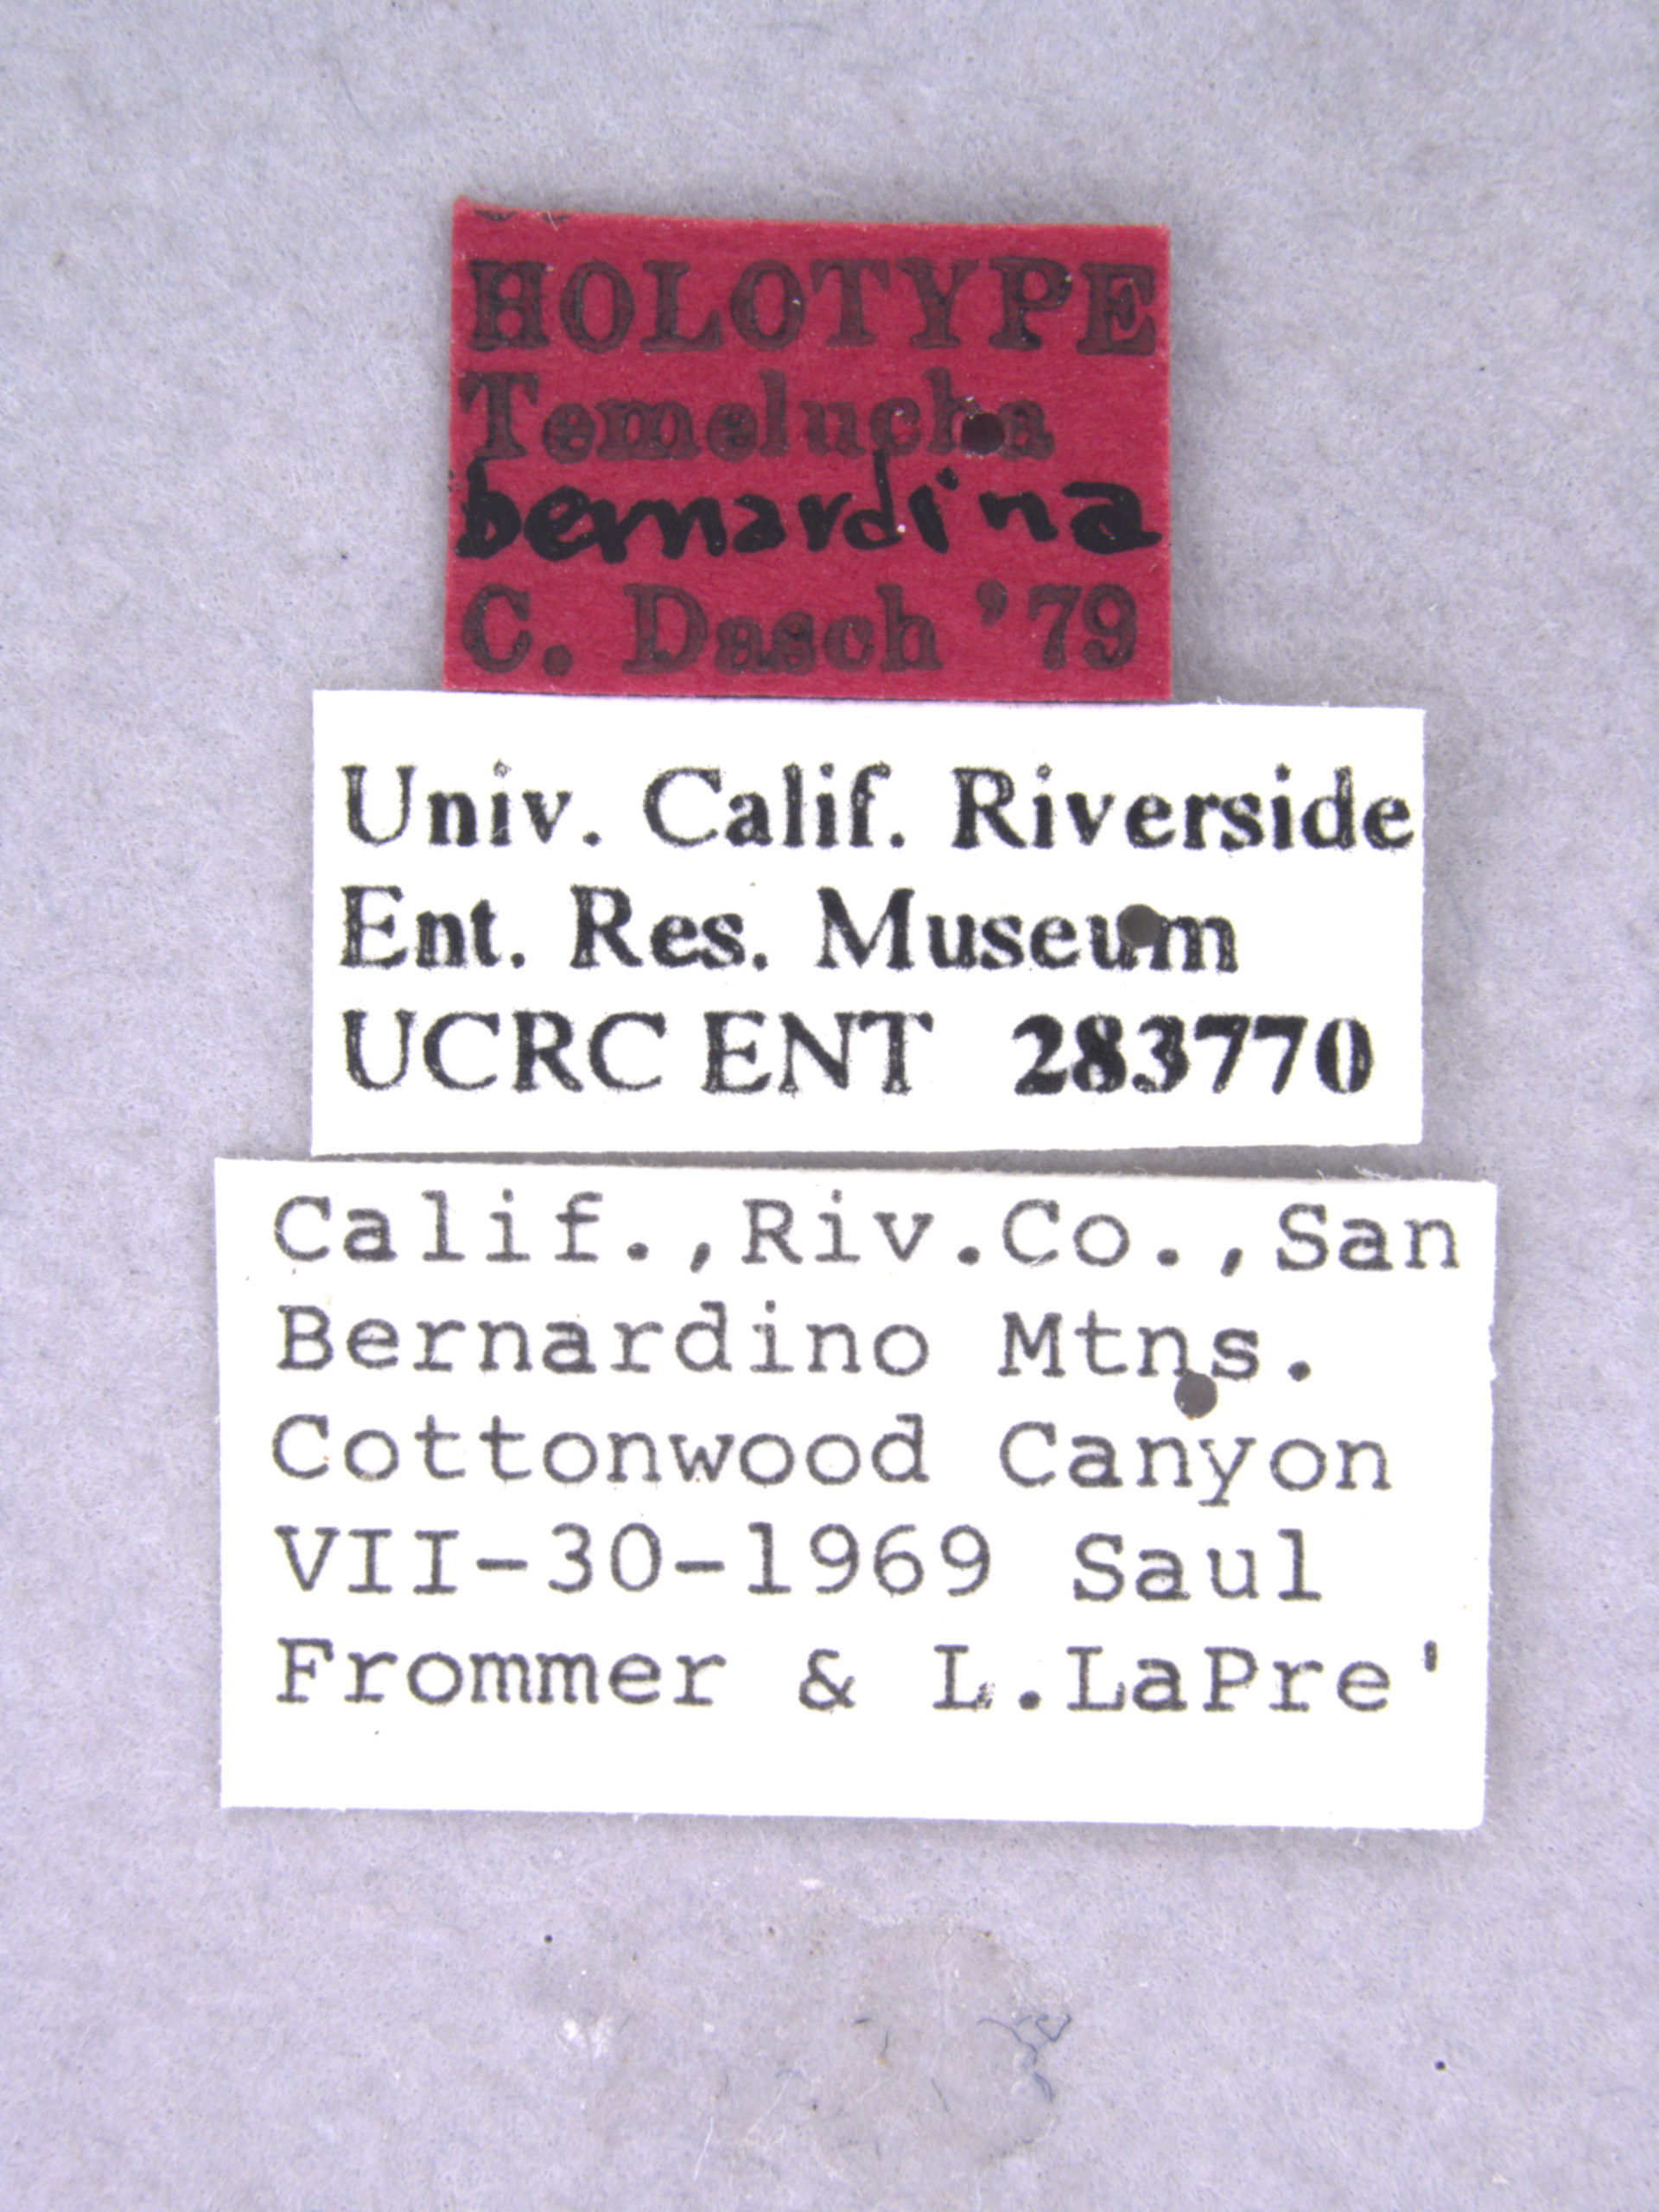 HOLOTYPE
Temelucha
bernardina
C. Dasch '79
Univ. Calif. Riverside
Ent. Res. Museum
UCRC ENT 283770
Calif.,Riv.Co.,San
Bernardino Mtns.
Cottonwood Canyon
VII-30-1969 Saul
Frommer & L.LaPre'